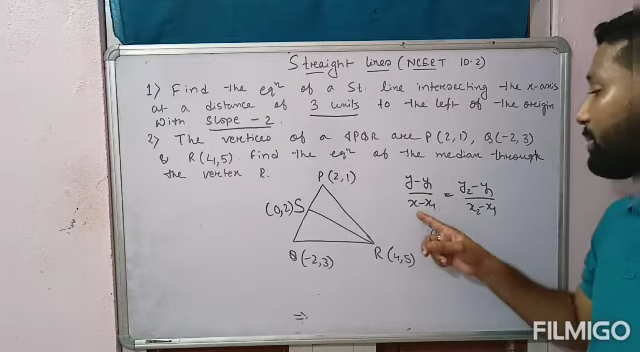 Straight lines (NCERT 10.2)
1) Find the eqⁿ of a St. line intersecting the x-axis
at a distance of 3 units to the left of the origin
with slope -2.
2) The vertices of a △PQR are P(2,1), Q(-2,3)
& R(4,5). Find the eqⁿ of the median through
the vertex R.
P(2,1)
(0,2)S
Q(-2,3)
R(4,5)
y-y₁/x-x₁ = y₂-y₁/x₂-x₁
⇒
FILMIGO